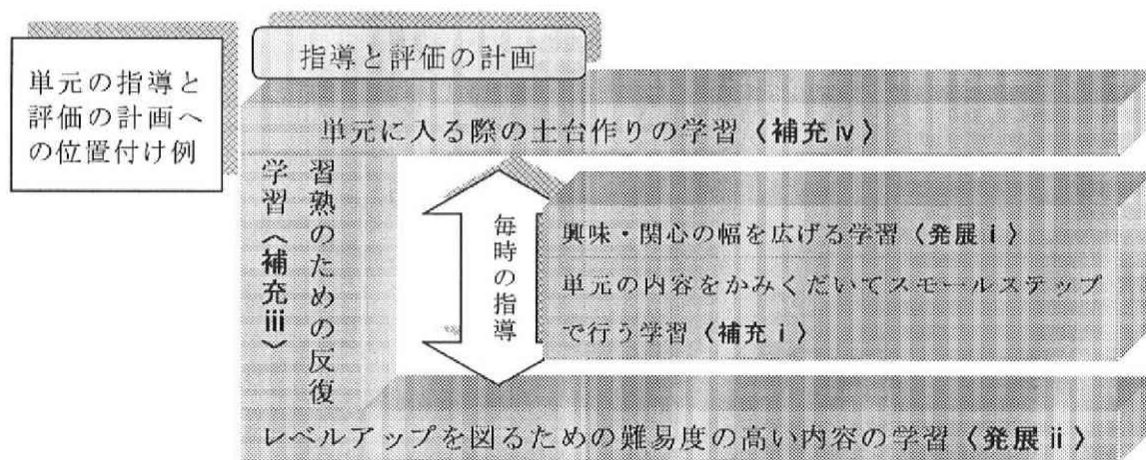 単元の指導と
評価の計画へ
の位置付け例
指導と評価の計画
単元に入る際の土台作りの学習〈補充ⅳ〉
習熟のための反復
学習〈補充ⅲ〉
毎時の指導
興味・関心の幅を広げる学習〈発展ⅰ〉
単元の内容をかみくだいてスモールステップ
で行う学習〈補充ⅰ〉
レベルアップを図るための難易度の高い内容の学習〈発展ⅱ〉